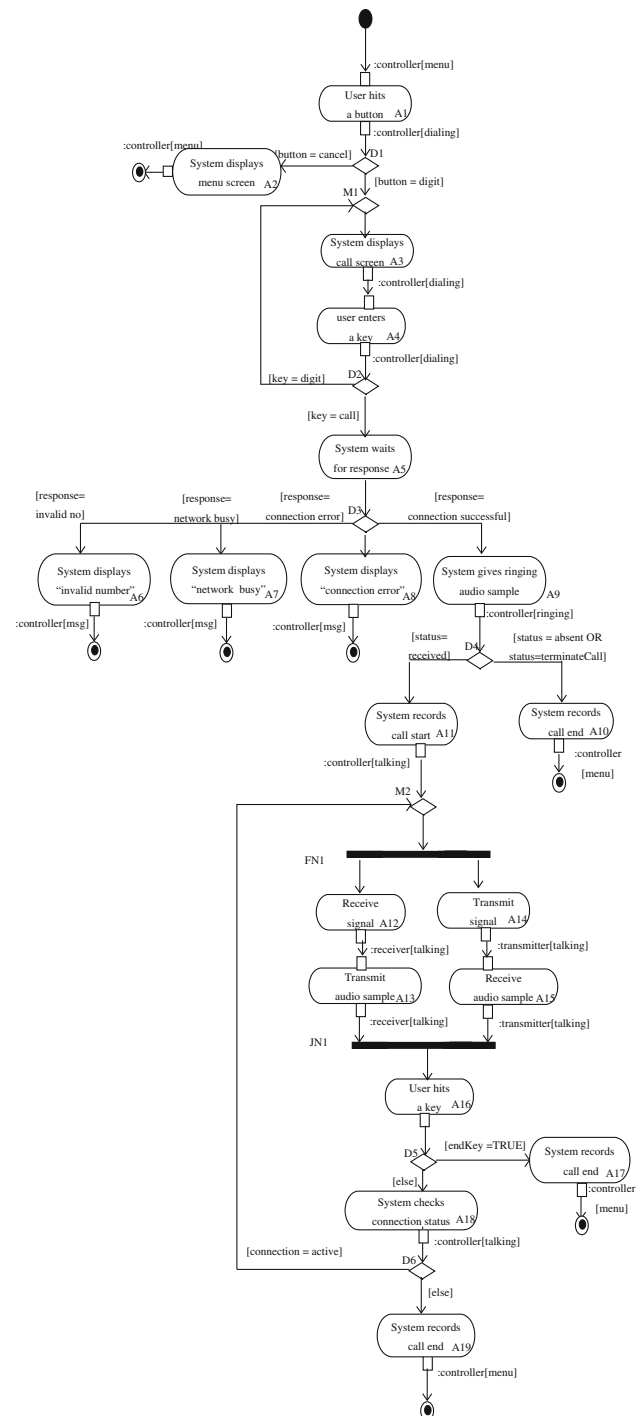 :controller[menu]
User hits
a button A1
:controller[dialing]
:controller[menu]
[button = cancel]
D1
System displays
menu screen A2
[button = digit]
M1
System displays
call screen A3
:controller[dialing]
user enters
a key A4
:controller[dialing]
D2
[key = digit]
[key = call]
System waits
for response A5
[response=
invalid no]
[response=
network busy]
[response=
connection error]
D3
[response=
connection successful]
System displays
“invalid number” A6
System displays
“network busy” A7
System displays
“connection error” A8
System gives ringing
audio sample A9
:controller[msg]
:controller[msg]
:controller[msg]
:controller[ringing]
[status=
received]
D4
[status = absent OR
status=terminateCall]
System records
call start A11
System records
call end A10
:controller[talking]
:controller
[menu]
M2
FN1
Receive
signal A12
Transmit
signal A14
:receiver[talking]
:transmitter[talking]
Transmit
audio sample A13
Receive
audio sample A15
:receiver[talking]
:transmitter[talking]
JN1
User hits
a key A16
D5
[endKey =TRUE]
System records
call end A17
[else]
:controller
[menu]
System checks
connection status A18
:controller[talking]
[connection = active]
D6
[else]
System records
call end A19
:controller[menu]